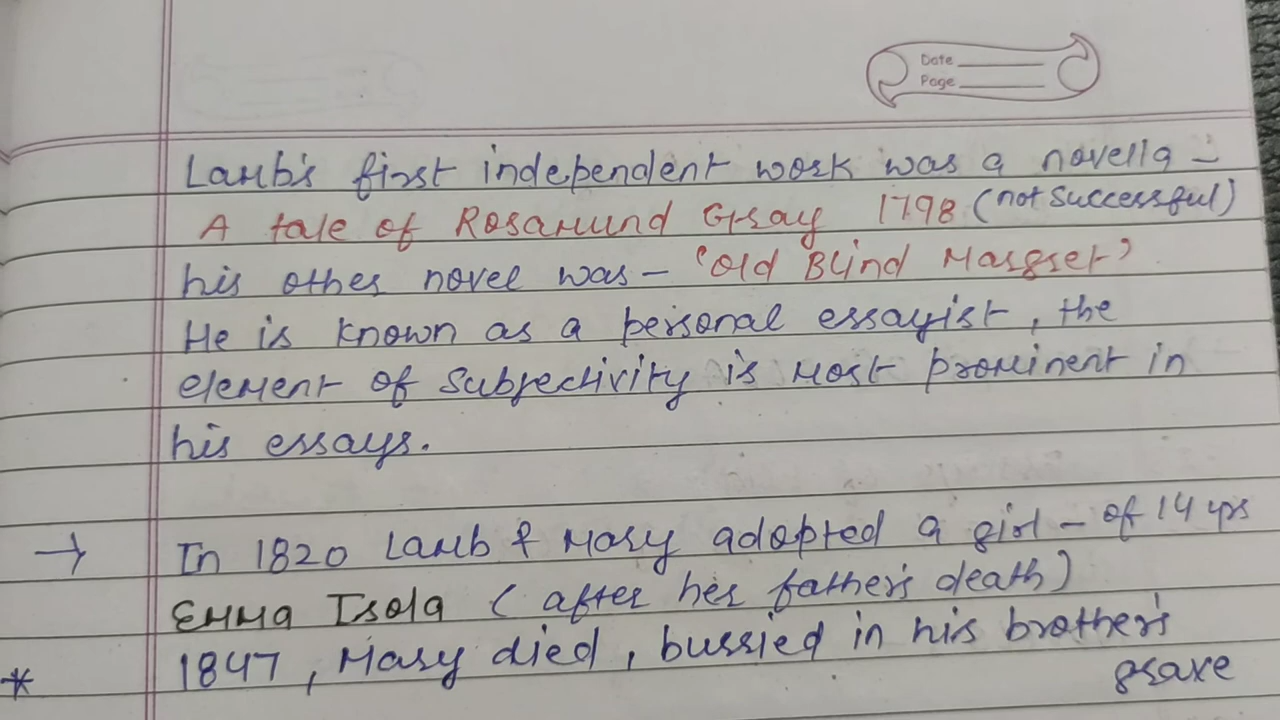 Date
Page
Lamb's first independent work was a novella -
A tale of Rosamund Gray 1798 (not successful)
his other novel was - 'Old Blind Margret'
He is known as a personal essayist, the
element of subjectivity is most prominent in
his essays.
→ In 1820 Lamb & Mary adopted a girl - of 14 yrs
Emma Isola (after her father's death)
* 1847, Mary died, burried in his brother's
grave